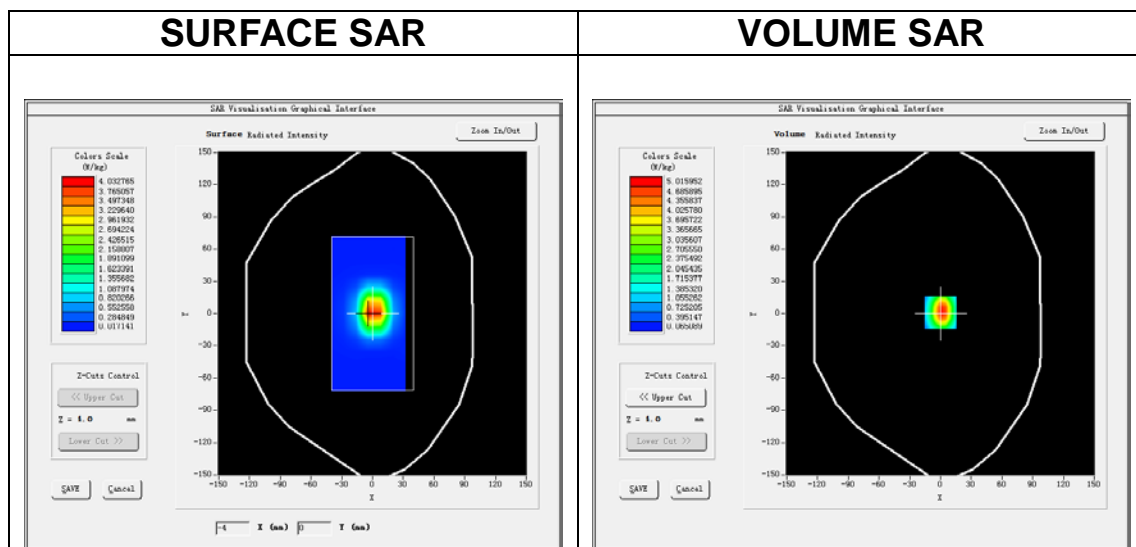 SURFACE SAR
VOLUME SAR
SAR Visualisation Graphical Interface
Surface Radiated Intensity
Zoom In/Out
Colors Scale
(W/kg)
4.032765
3.765057
3.497348
3.229640
2.961932
2.694224
2.426515
2.158807
1.891099
1.623391
1.355682
1.087974
0.820266
0.552558
0.284849
0.017141
Z-Cuts Control
<< Upper Cut
Z = 4.0 mm
Lower Cut >>
SAVE Cancel
150
120
90
60
30
0
-30
-60
-90
-120
-150
Y
-150 -120 -90 -60 -30 0 30 60 90 120 150
X
-4 X (mm) 0 Y (mm)
SAR Visualisation Graphical Interface
Volume Radiated Intensity
Zoom In/Out
Colors Scale
(W/kg)
5.015952
4.685895
4.355837
4.025780
3.695722
3.365665
3.035607
2.705550
2.375492
2.045435
1.715377
1.385320
1.055262
0.725205
0.395147
0.065089
Z-Cuts Control
<< Upper Cut
Z = 4.0 mm
Lower Cut >>
SAVE Cancel
150
120
90
60
30
0
-30
-60
-90
-120
-150
Y
-150 -120 -90 -60 -30 0 30 60 90 120 150
X